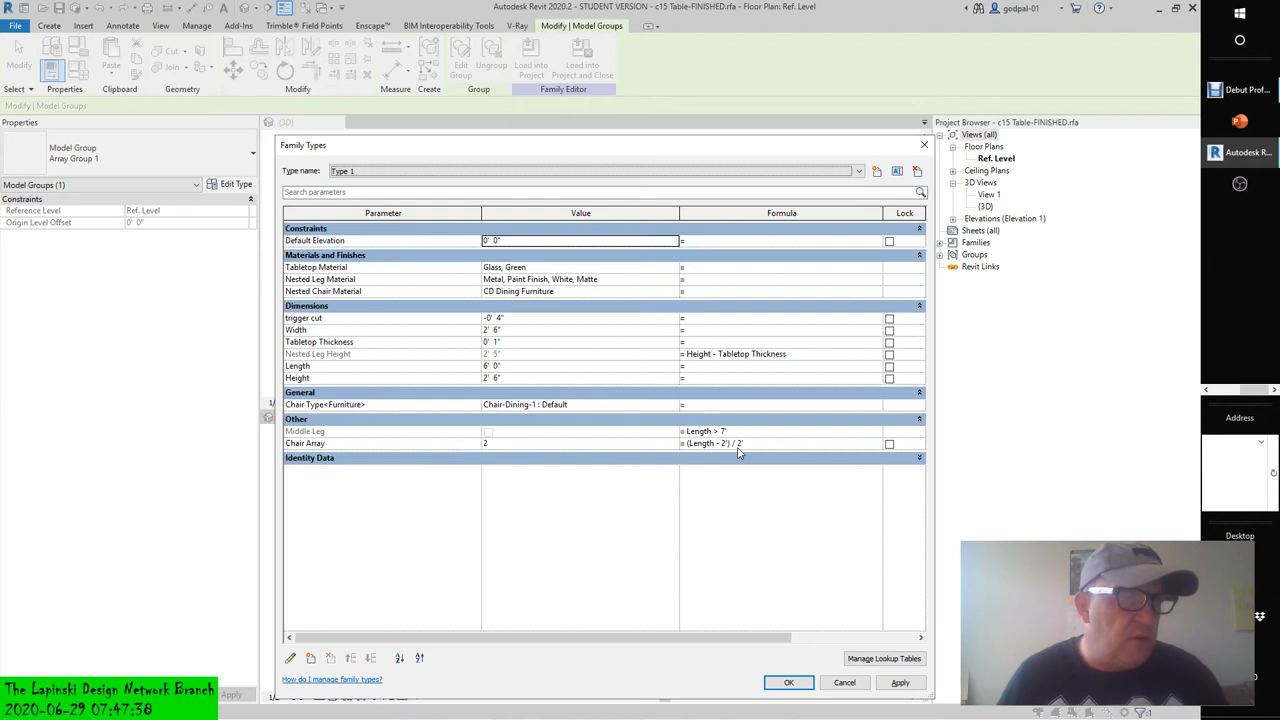 Autodesk Revit 2020.2 - STUDENT VERSION - c15 Table-FINISHED.rfa - Floor Plan: Ref. Level
godpal-01
File Create Insert Annotate View Manage Add-Ins Trimble® Field Points Enscape™ BIM Interoperability Tools V-Ray Modify | Model Groups
Modify Paste Cut Join Edit Group Ungroup Load into Project Load into Project and Close
Select Properties Clipboard Geometry Modify Measure Create Group Family Editor
Modify | Model Groups
Properties
Model Group
Array Group 1
Model Groups (1) Edit Type
Constraints
Reference Level Ref. Level
Origin Level Offset 0' 0"
Apply
{3D}
Family Types
Type name: Type 1
Search parameters
Parameter Value Formula Lock
Constraints
Default Elevation 0' 0" =
Materials and Finishes
Tabletop Material Glass, Green =
Nested Leg Material Metal, Paint Finish, White, Matte =
Nested Chair Material CD Dining Furniture =
Dimensions
trigger cut -0' 4" =
Width 2' 6" =
Tabletop Thickness 0' 1" =
Nested Leg Height 2' 5" = Height - Tabletop Thickness
Length 6' 0" =
Height 2' 6" =
General
Chair Type<Furniture> Chair-Dining-1 : Default =
Other
Middle Leg = Length > 7'
Chair Array 2 = (Length - 2') / 2'
Identity Data
Manage Lookup Tables
How do I manage family types?
OK Cancel Apply
Project Browser - c15 Table-FINISHED.rfa
Views (all)
Floor Plans
Ref. Level
Ceiling Plans
3D Views
View 1
{3D}
Elevations (Elevation 1)
Sheets (all)
Families
Groups
Revit Links
Debut Prof...
Autodesk R...
Address
Desktop
The Lapinski Design Network Branch
2020-06-29 07:47:38